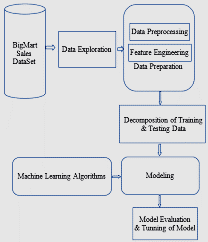 BigMart
Sales
DataSet
Data Exploration
Data Preprocessing
Feature Engineering
Data Preparation
Decomposition of Training
& Testing Data
Machine Learning Algorithms
Modeling
Model Evaluation
& Tunning of Model